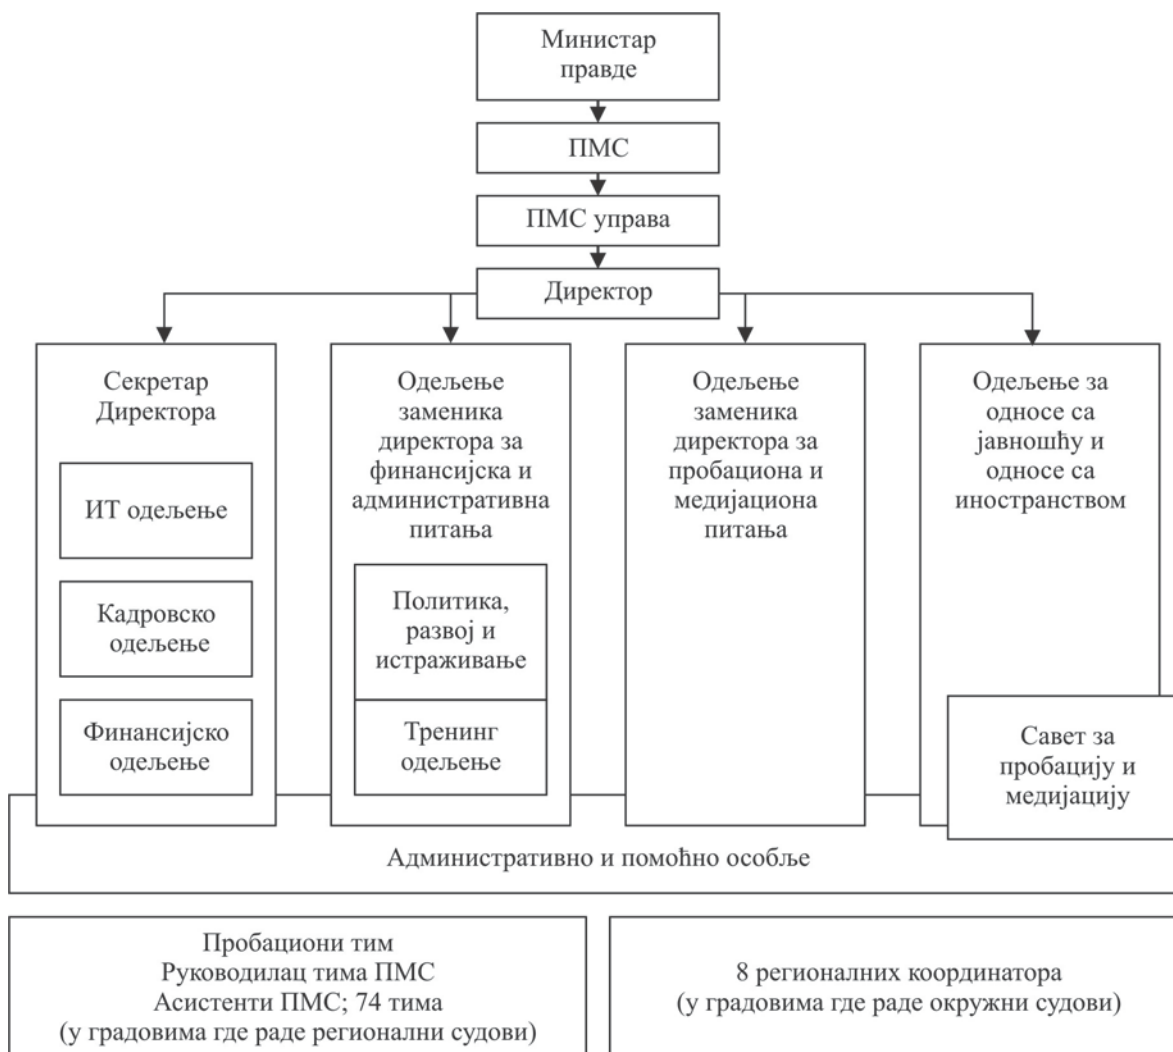 Министар
правде
ПМС
ПМС управа
Директор
Секретар
Директора
ИТ одељење
Кадровско
одељење
Финансијско
одељење
Одељење
заменика
директора за
финансијска и
административна
питања
Политика,
развој и
истраживање
Тренинг
одељење
Одељење
заменика
директора за
пробациона и
медијациона
питања
Одељење за
односе са
јавношћу и
односе са
иностранством
Савет за
пробацију и
медијацију
Административно и помоћно особље
Пробациони тим
Руководилац тима ПМС
Асистенти ПМС; 74 тима
(у градовима где раде регионални судови)
8 регионалних координатора
(у градовима где раде окружни судови)